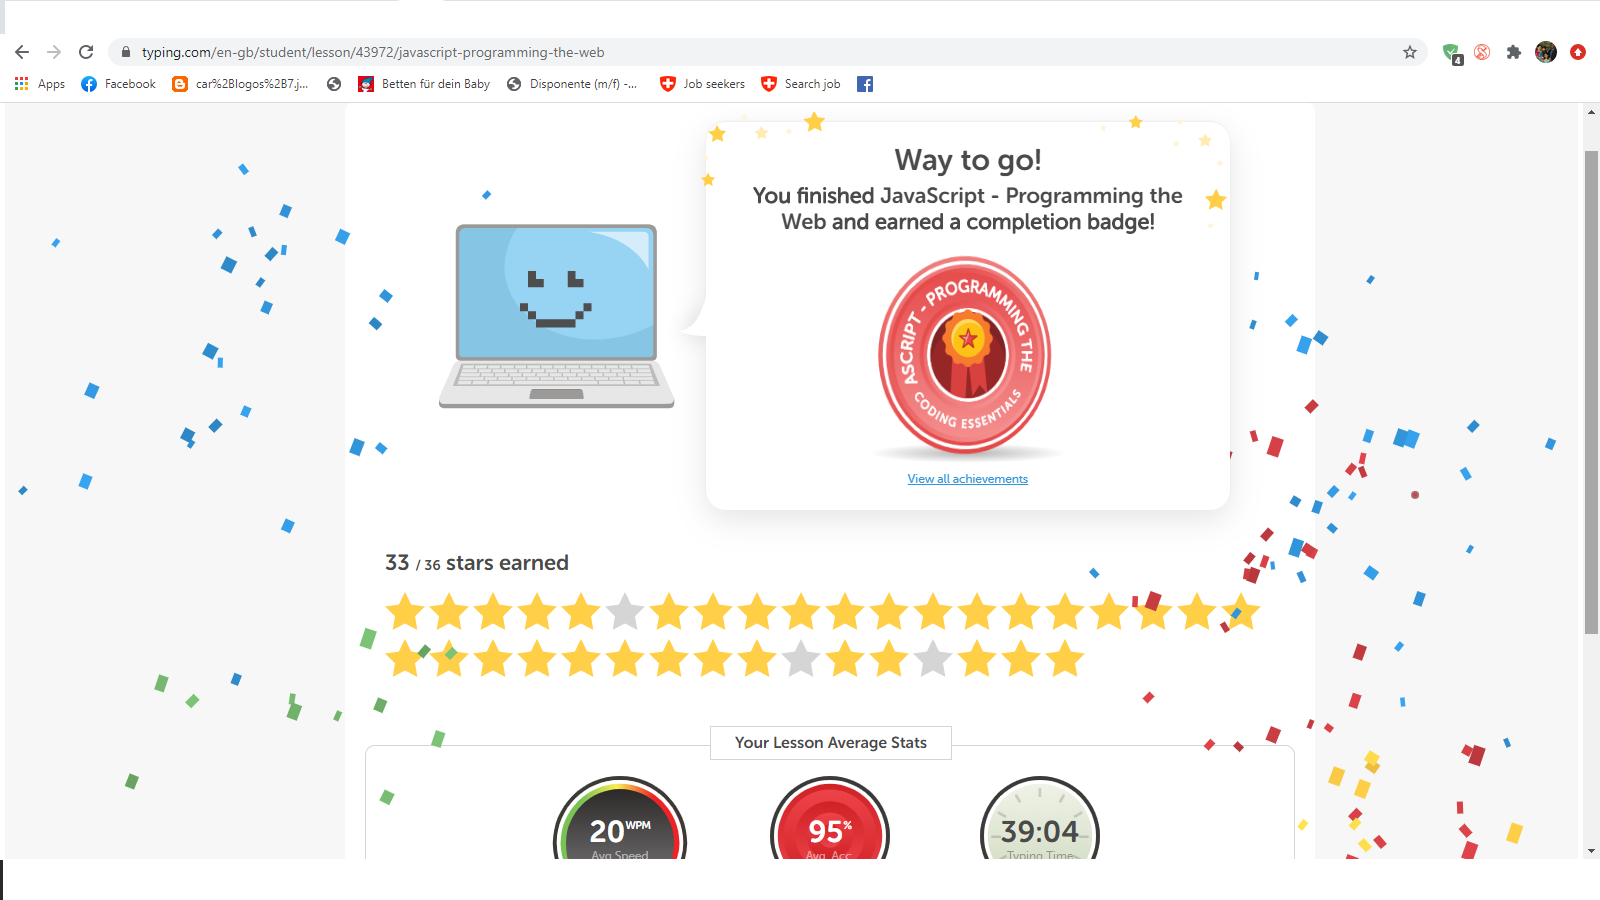 typing.com/en-gb/student/lesson/43972/javascript-programming-the-web
4
Apps Facebook car%2Blogos%2B7.j... Betten für dein Baby Disponente (m/f) -... Job seekers Search job
Way to go!
You finished JavaScript - Programming the
Web and earned a completion badge!
ASCRIPT - PROGRAMMING THE
CODING ESSENTIALS
View all achievements
33 / 36 stars earned
Your Lesson Average Stats
20 WPM
Avg Speed
95%
Avg. Acc
39:04
Typing Time